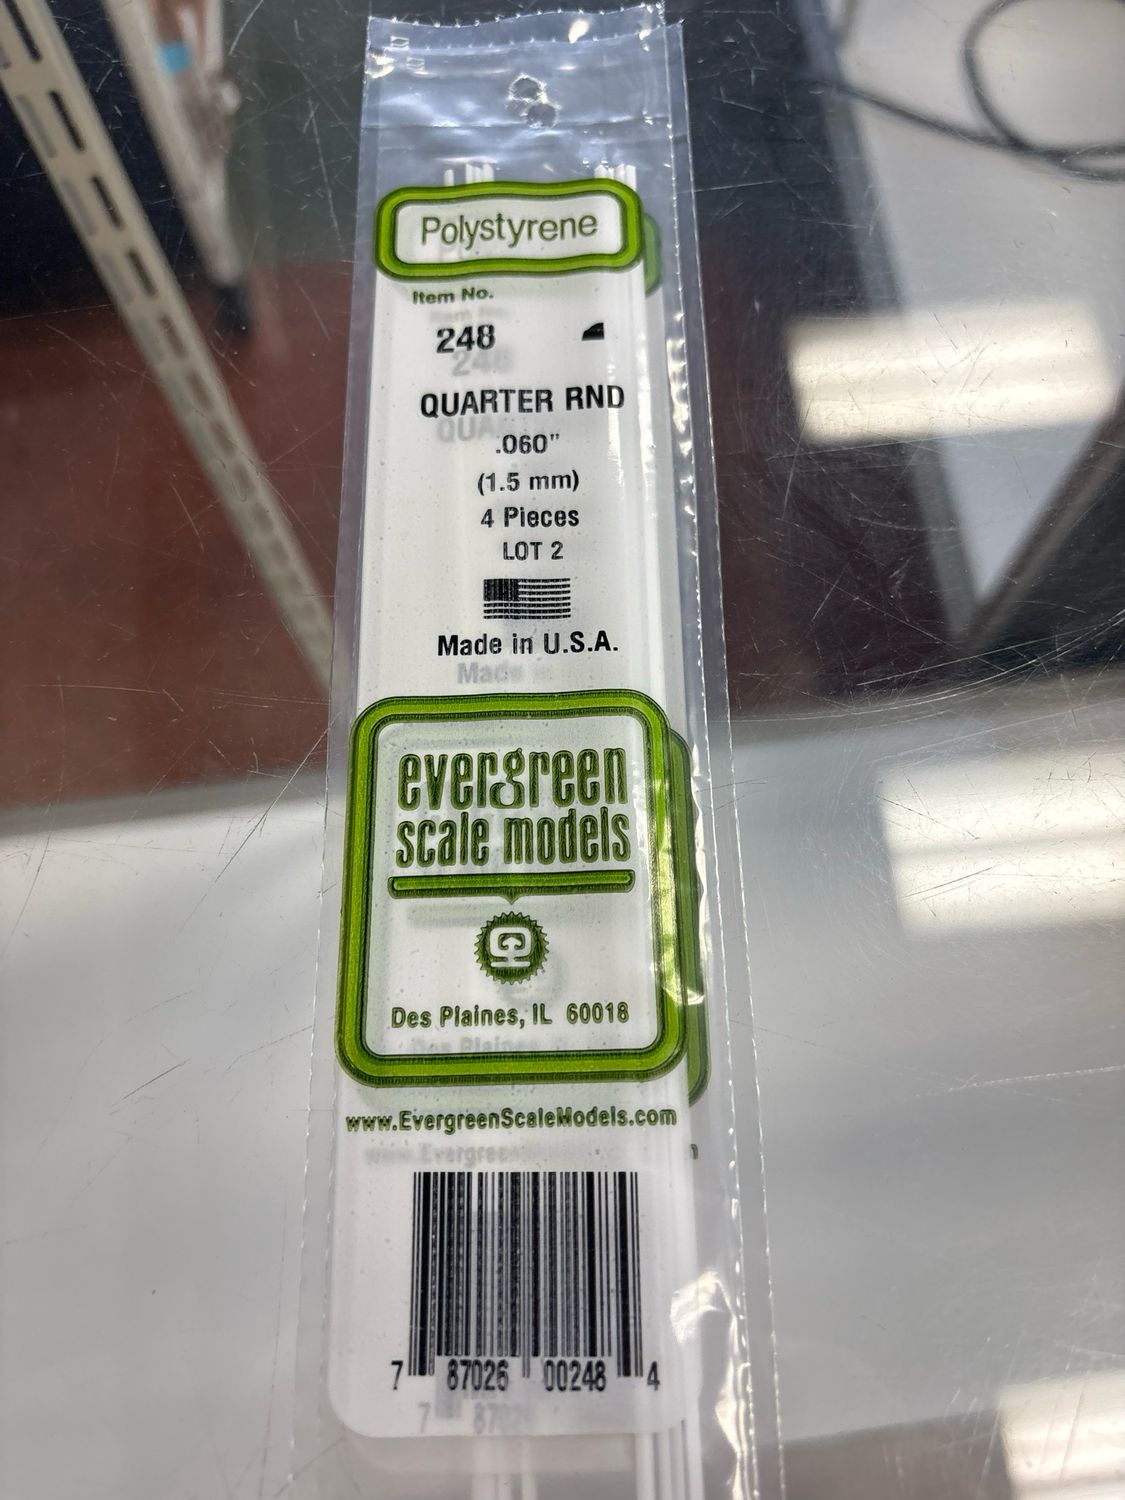 Polystyrene
Item No.
248
QUARTER RND
.060"
(1.5 mm)
4 Pieces
LOT 2
Made in U.S.A.
evergreen
scale models
Des Plaines, IL 60018
www.EvergreenScaleModels.com
7 87026 00248 4